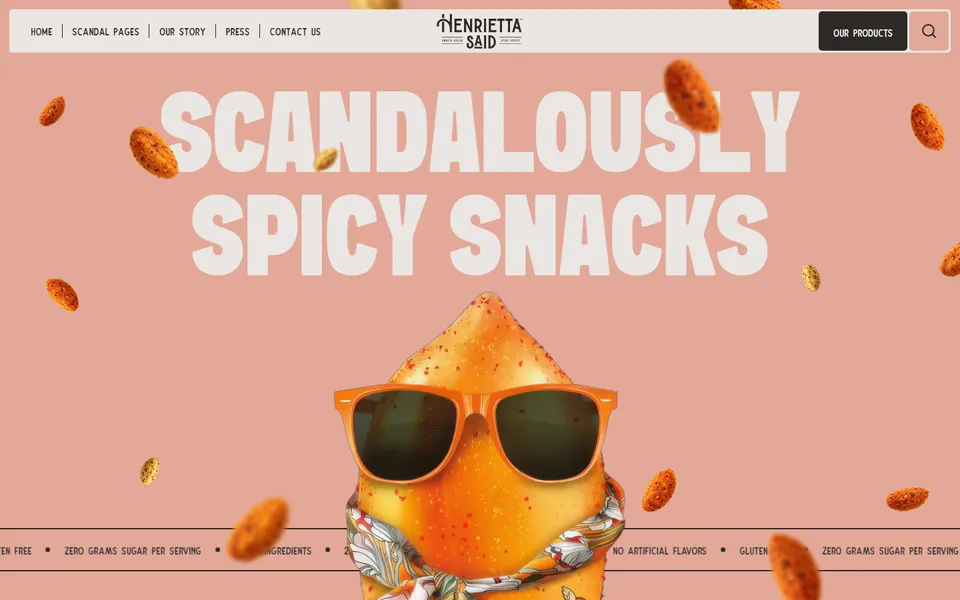 HOME
SCANDAL PAGES
OUR STORY
PRESS
CONTACT US
HENRIETTA
SAID
OUR PRODUCTS
SCANDALOUSLY
SPICY SNACKS
EN FREE • ZERO GRAMS SUGAR PER SERVING • INGREDIENTS • NO ARTIFICIAL FLAVORS • GLUTEN • ZERO GRAMS SUGAR PER SERVING